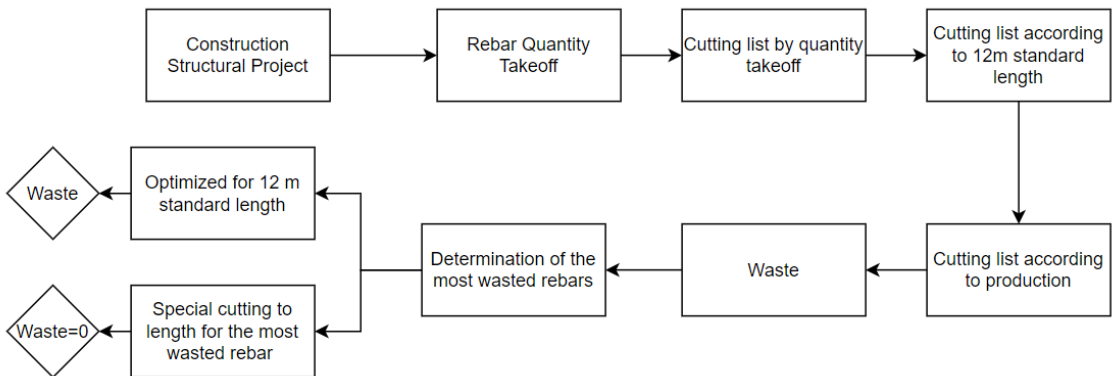 Construction
Structural Project
Rebar Quantity
Takeoff
Cutting list by quantity
takeoff
Cutting list according
to 12m standard
length
Cutting list according
to production
Waste
Determination of the
most wasted rebars
Optimized for 12 m
standard length
Waste
Special cutting to
length for the most
wasted rebar
Waste=0